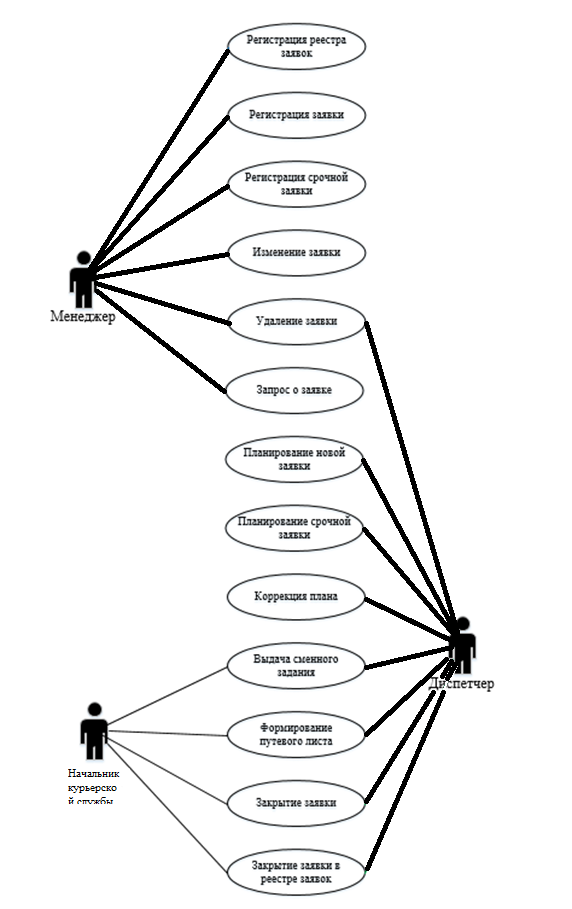 Регистрация реестра
заявок
Регистрация заявки
Регистрация срочной
заявки
Изменение заявки
Менеджер
Удаление заявки
Запрос о заявке
Планирование новой
заявки
Планирование срочной
заявки
Коррекция плана
Выдача сменного
задания
Диспетчер
Формирование
путевого листа
Начальник
курьерско
й службы
Закрытие заявки
Закрытие заявки в
реестре заявок